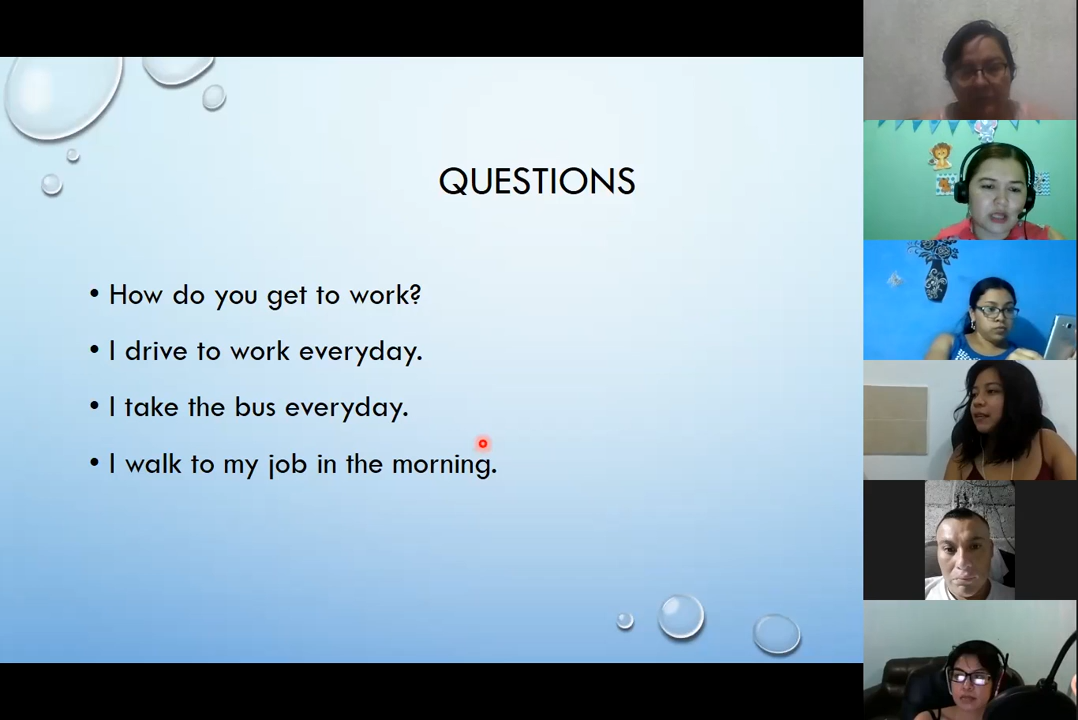 QUESTIONS
• How do you get to work?
• I drive to work everyday.
• I take the bus everyday.
• I walk to my job in the morning.